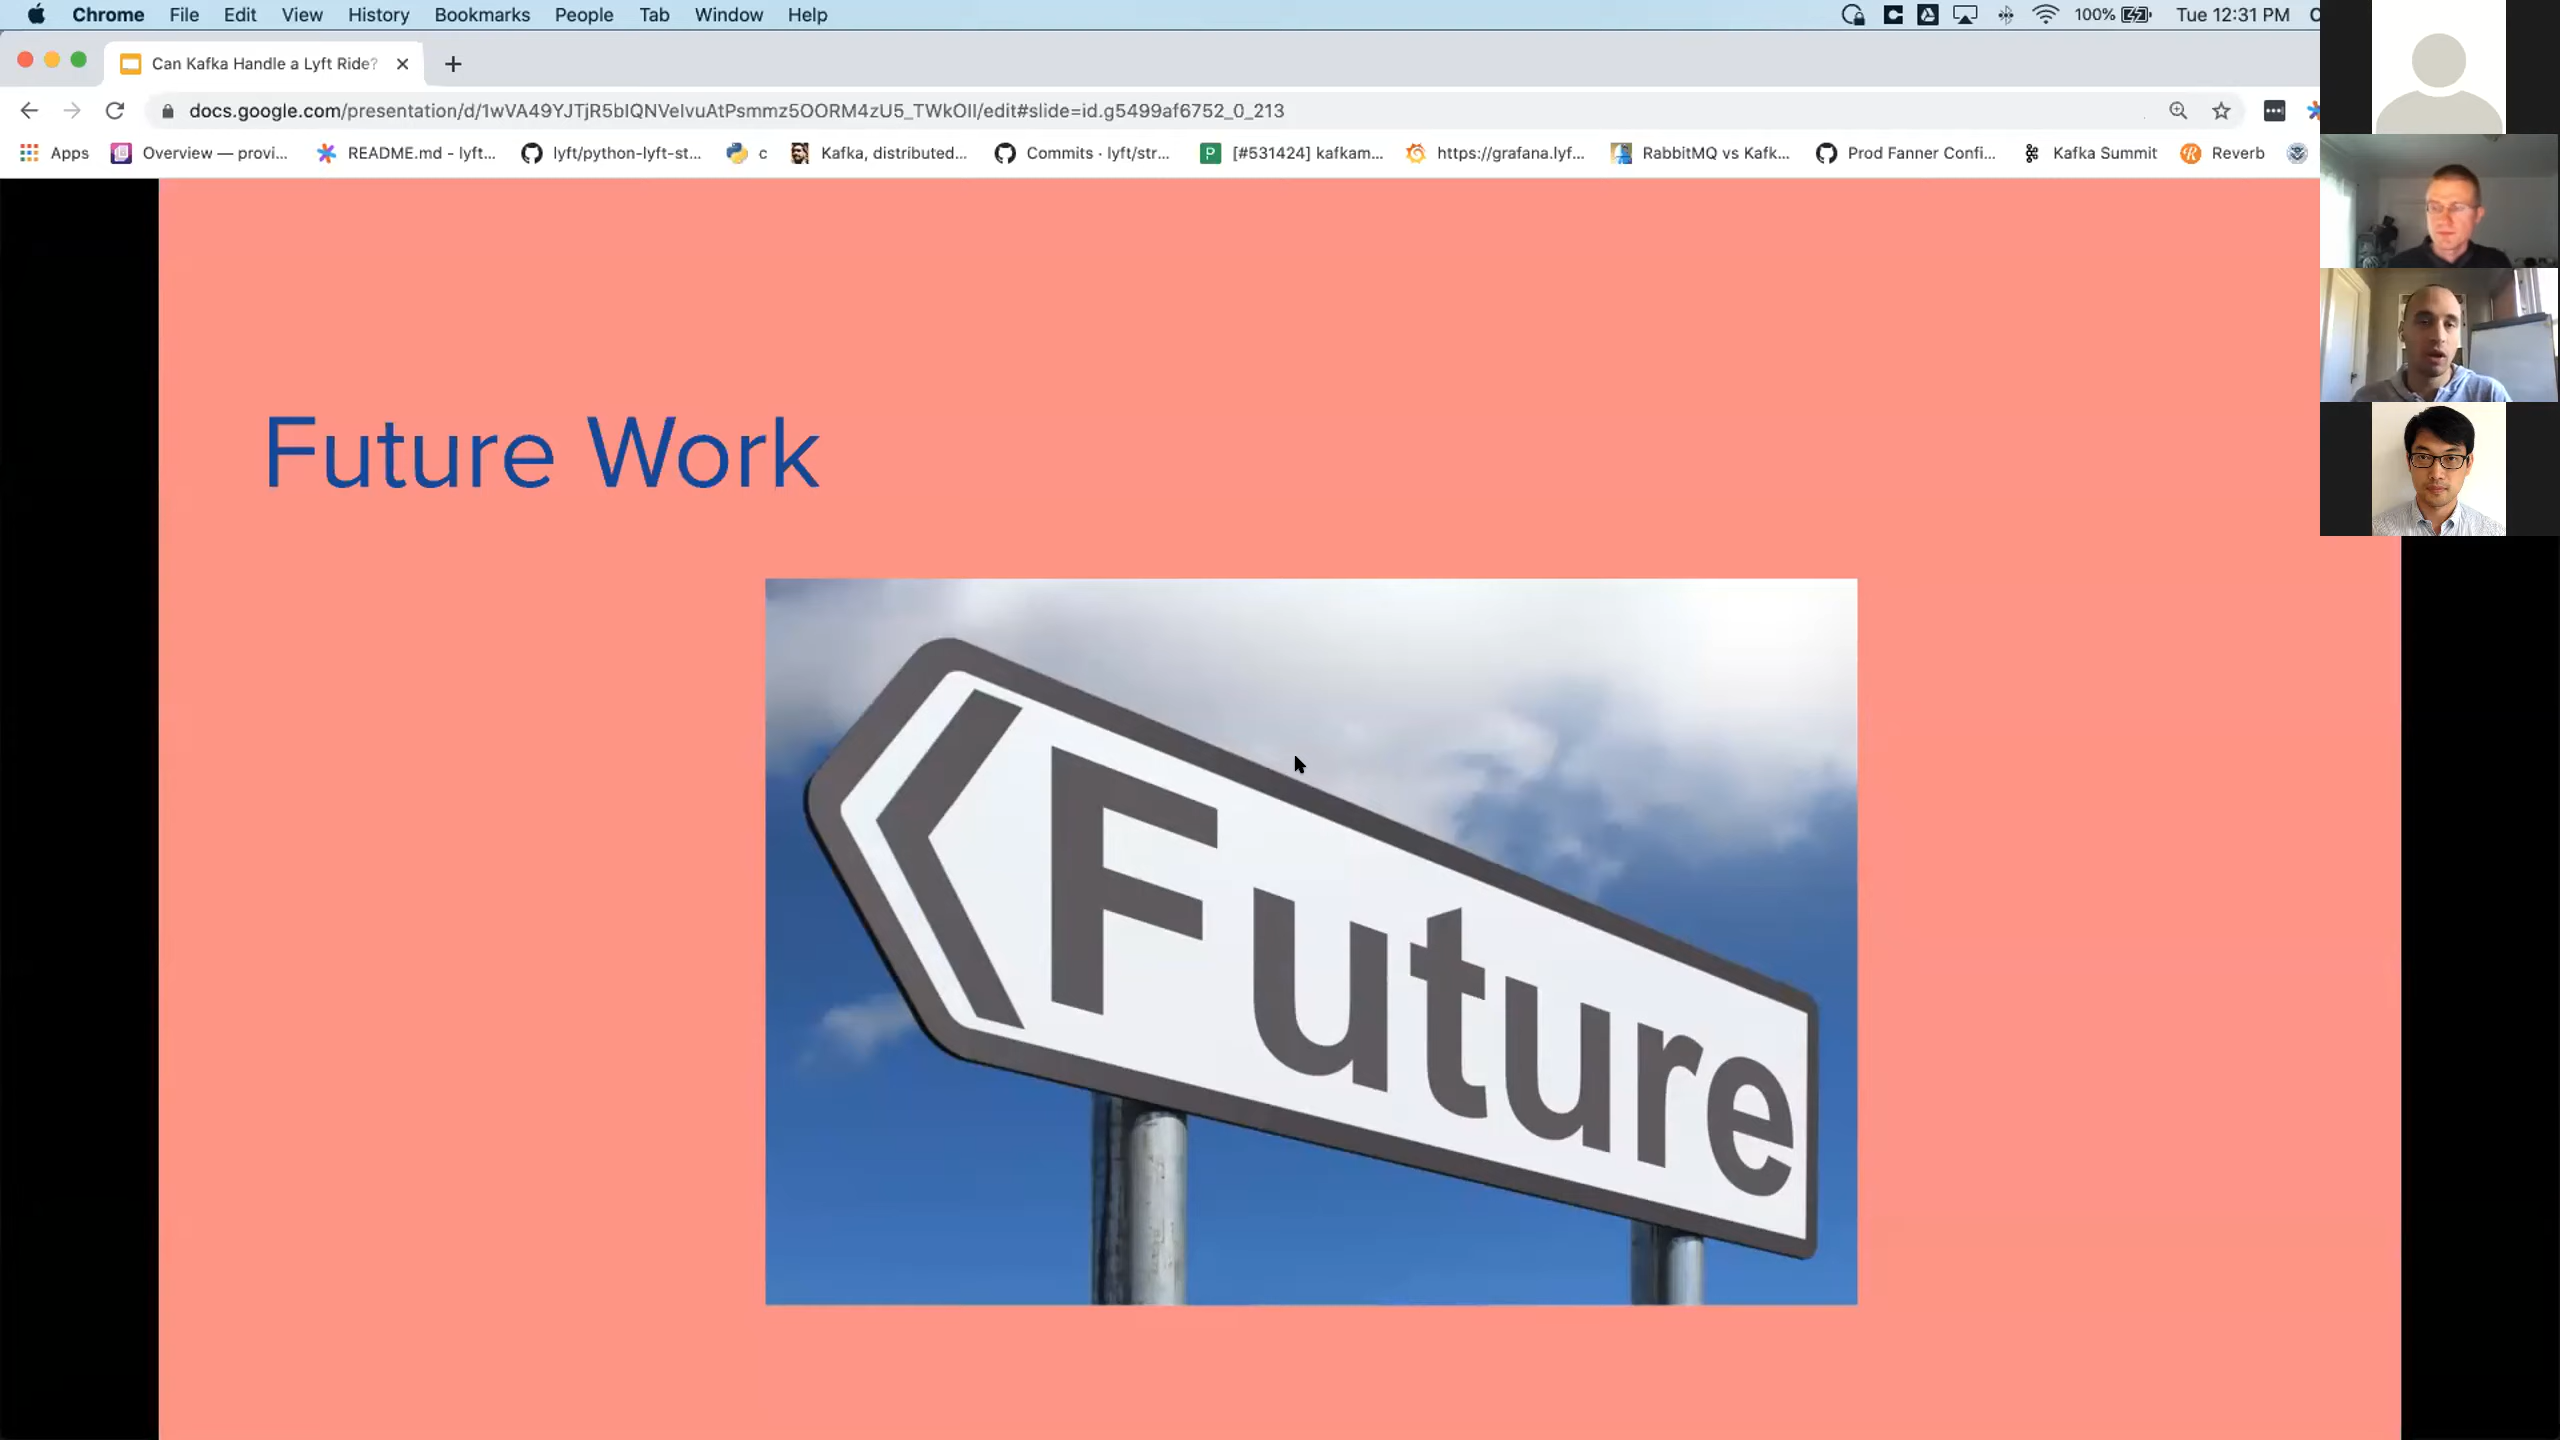 Chrome File Edit View History Bookmarks People Tab Window Help 100% Tue 12:31 PM
Can Kafka Handle a Lyft Ride?
docs.google.com/presentation/d/1wVA49YJTjR5bIQNVeIvuAtPsmmz5OORM4zU5_TWkOII/edit#slide=id.g5499af6752_0_213
Apps Overview — provi... README.md - lyft... lyft/python-lyft-st... c Kafka, distributed... Commits · lyft/str... [#531424] kafkam... https://grafana.lyf... RabbitMQ vs Kafk... Prod Fanner Confi... Kafka Summit Reverb
Future Work
Future